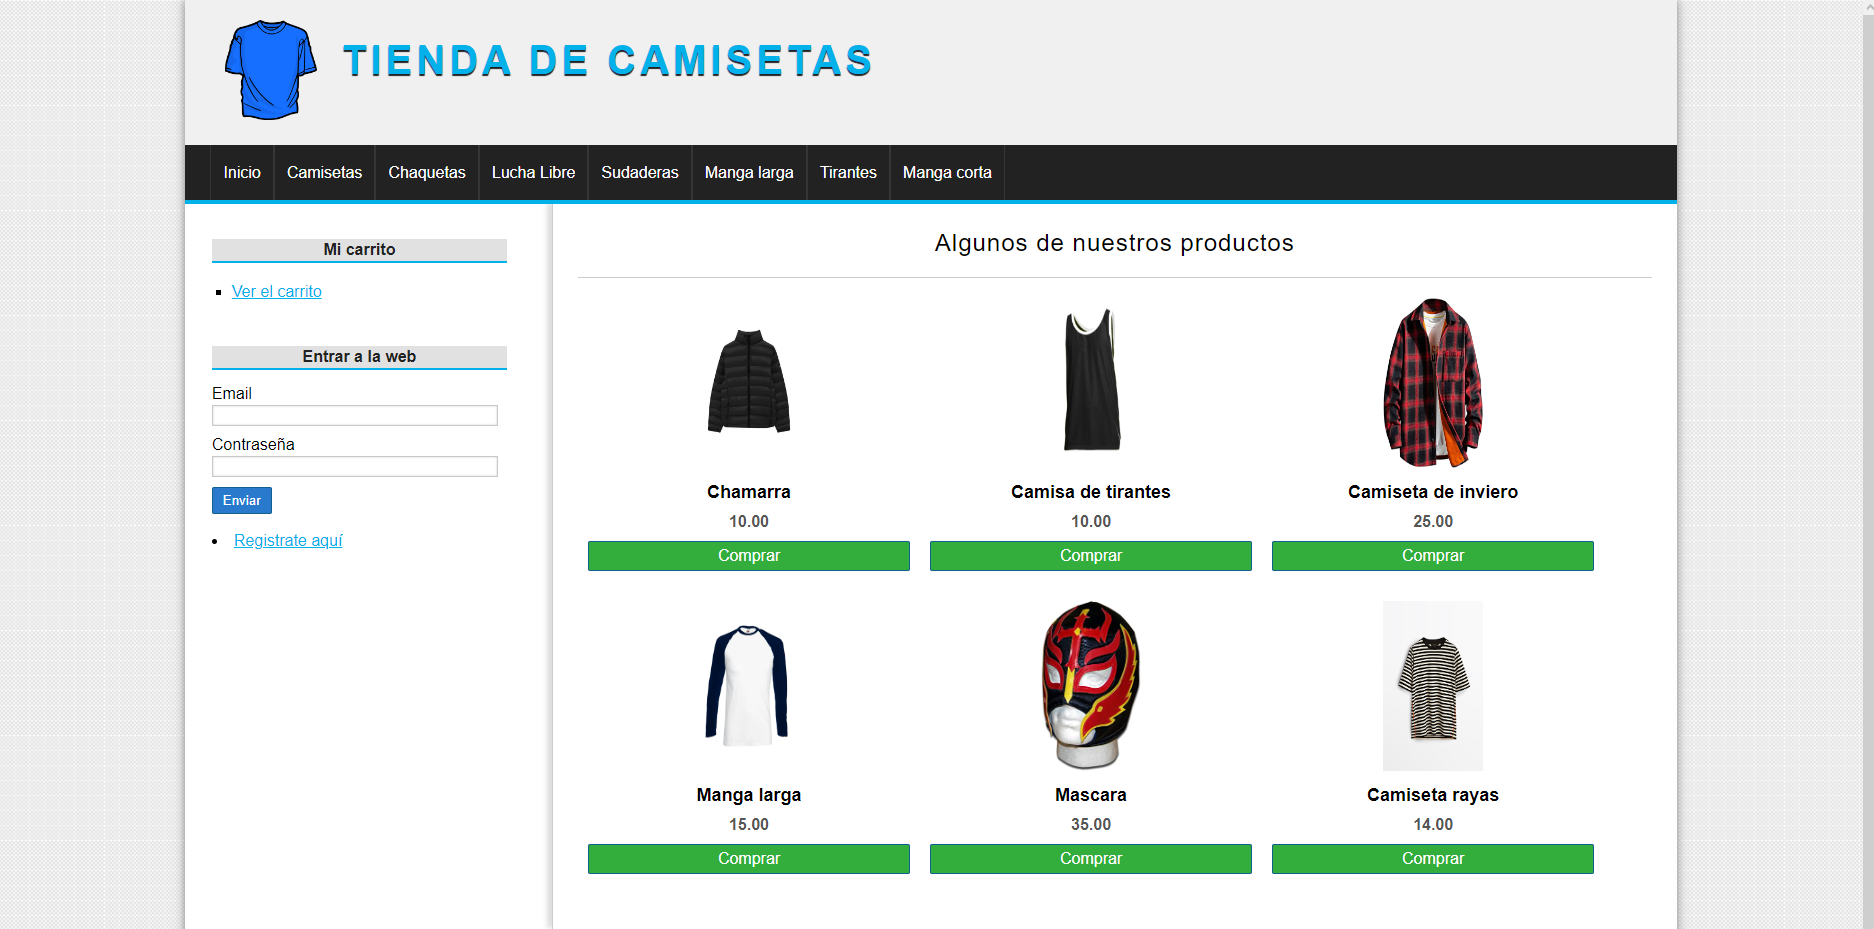 TIENDA DE CAMISETAS
Inicio Camisetas Chaquetas Lucha Libre Sudaderas Manga larga Tirantes Manga corta
Mi carrito
Ver el carrito
Entrar a la web
Email
Contraseña
Enviar
Registrate aquí
Algunos de nuestros productos
Chamarra Camisa de tirantes Camiseta de inviero
10.00 10.00 25.00
Comprar Comprar Comprar
Manga larga Mascara Camiseta rayas
15.00 35.00 14.00
Comprar Comprar Comprar